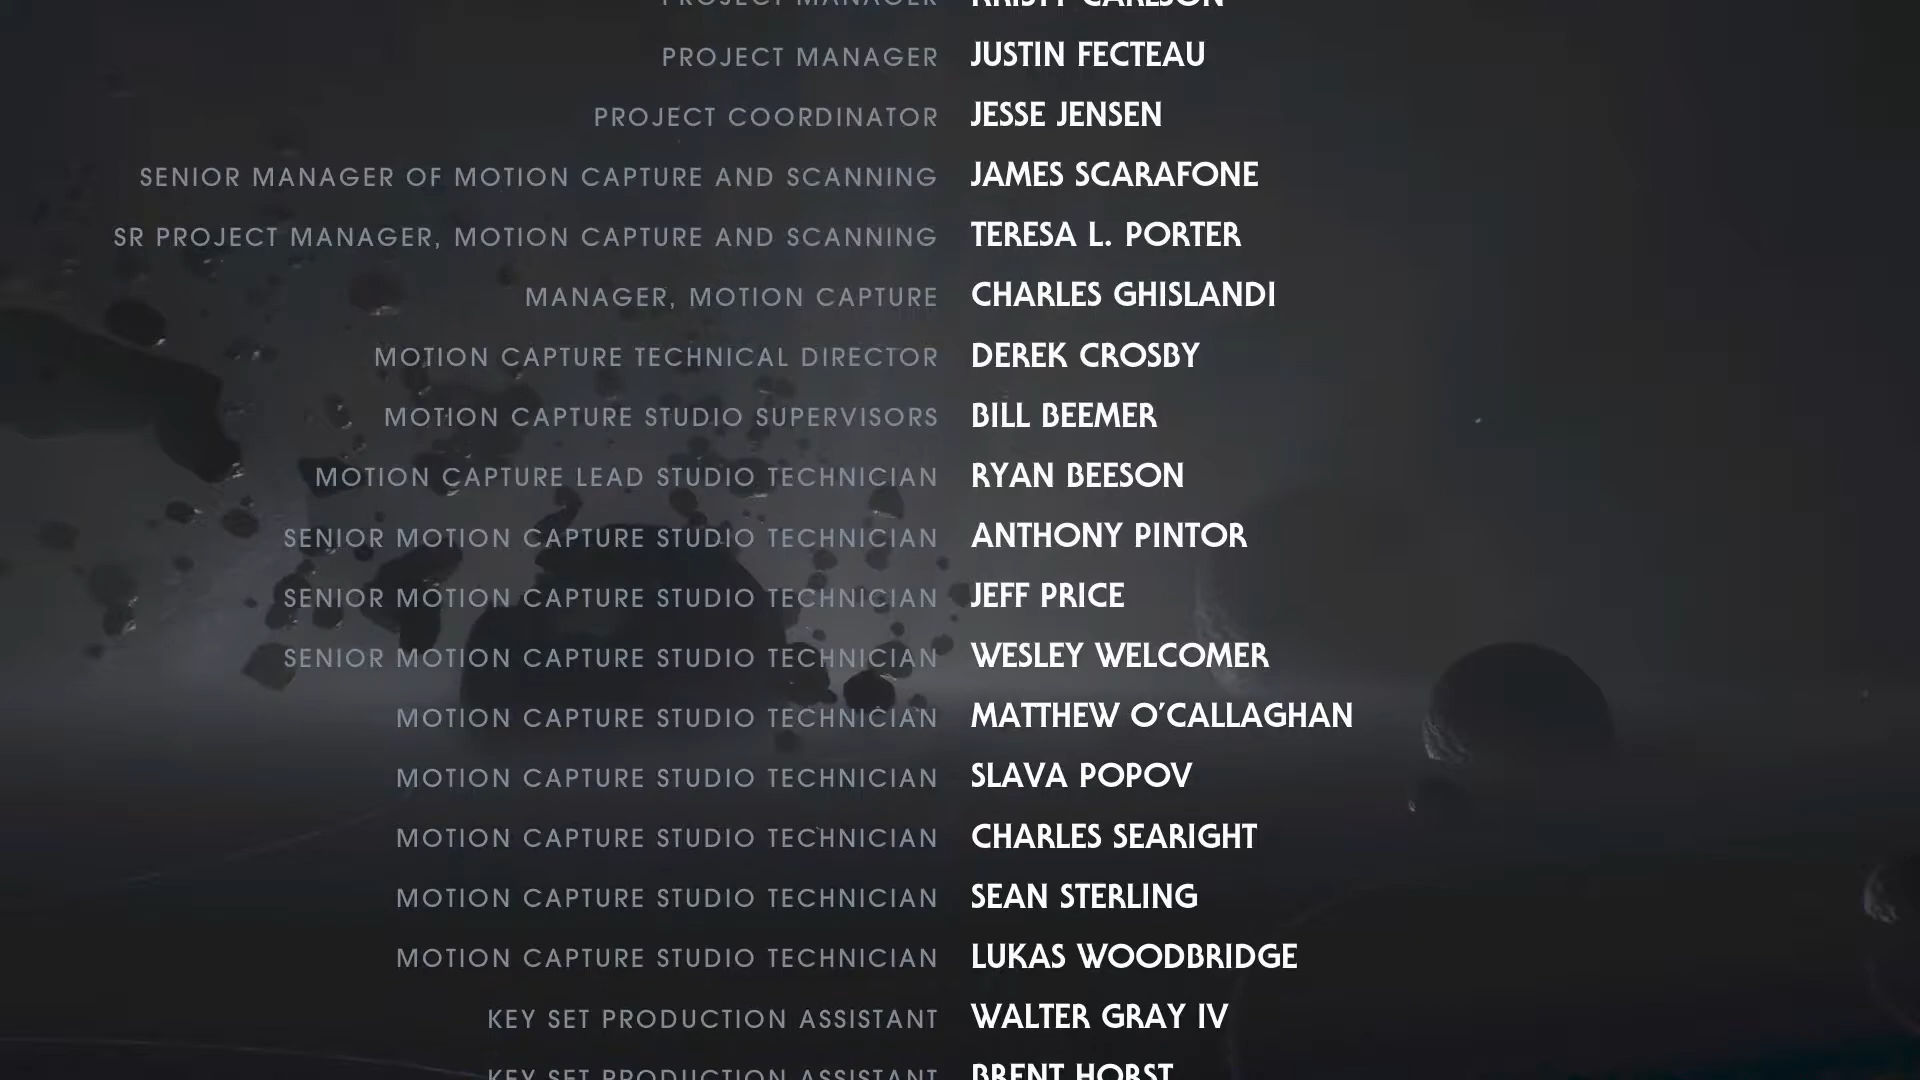 PROJECT MANAGER KRISTY CARLSON
PROJECT MANAGER JUSTIN FECTEAU
PROJECT COORDINATOR JESSE JENSEN
SENIOR MANAGER OF MOTION CAPTURE AND SCANNING JAMES SCARAFONE
SR PROJECT MANAGER, MOTION CAPTURE AND SCANNING TERESA L. PORTER
MANAGER, MOTION CAPTURE CHARLES GHISLANDI
MOTION CAPTURE TECHNICAL DIRECTOR DEREK CROSBY
MOTION CAPTURE STUDIO SUPERVISORS BILL BEEMER
MOTION CAPTURE LEAD STUDIO TECHNICIAN RYAN BEESON
SENIOR MOTION CAPTURE STUDIO TECHNICIAN ANTHONY PINTOR
SENIOR MOTION CAPTURE STUDIO TECHNICIAN JEFF PRICE
SENIOR MOTION CAPTURE STUDIO TECHNICIAN WESLEY WELCOMER
MOTION CAPTURE STUDIO TECHNICIAN MATTHEW O'CALLAGHAN
MOTION CAPTURE STUDIO TECHNICIAN SLAVA POPOV
MOTION CAPTURE STUDIO TECHNICIAN CHARLES SEARIGHT
MOTION CAPTURE STUDIO TECHNICIAN SEAN STERLING
MOTION CAPTURE STUDIO TECHNICIAN LUKAS WOODBRIDGE
KEY SET PRODUCTION ASSISTANT WALTER GRAY IV
KEY SET PRODUCTION ASSISTANT BRENT HORST